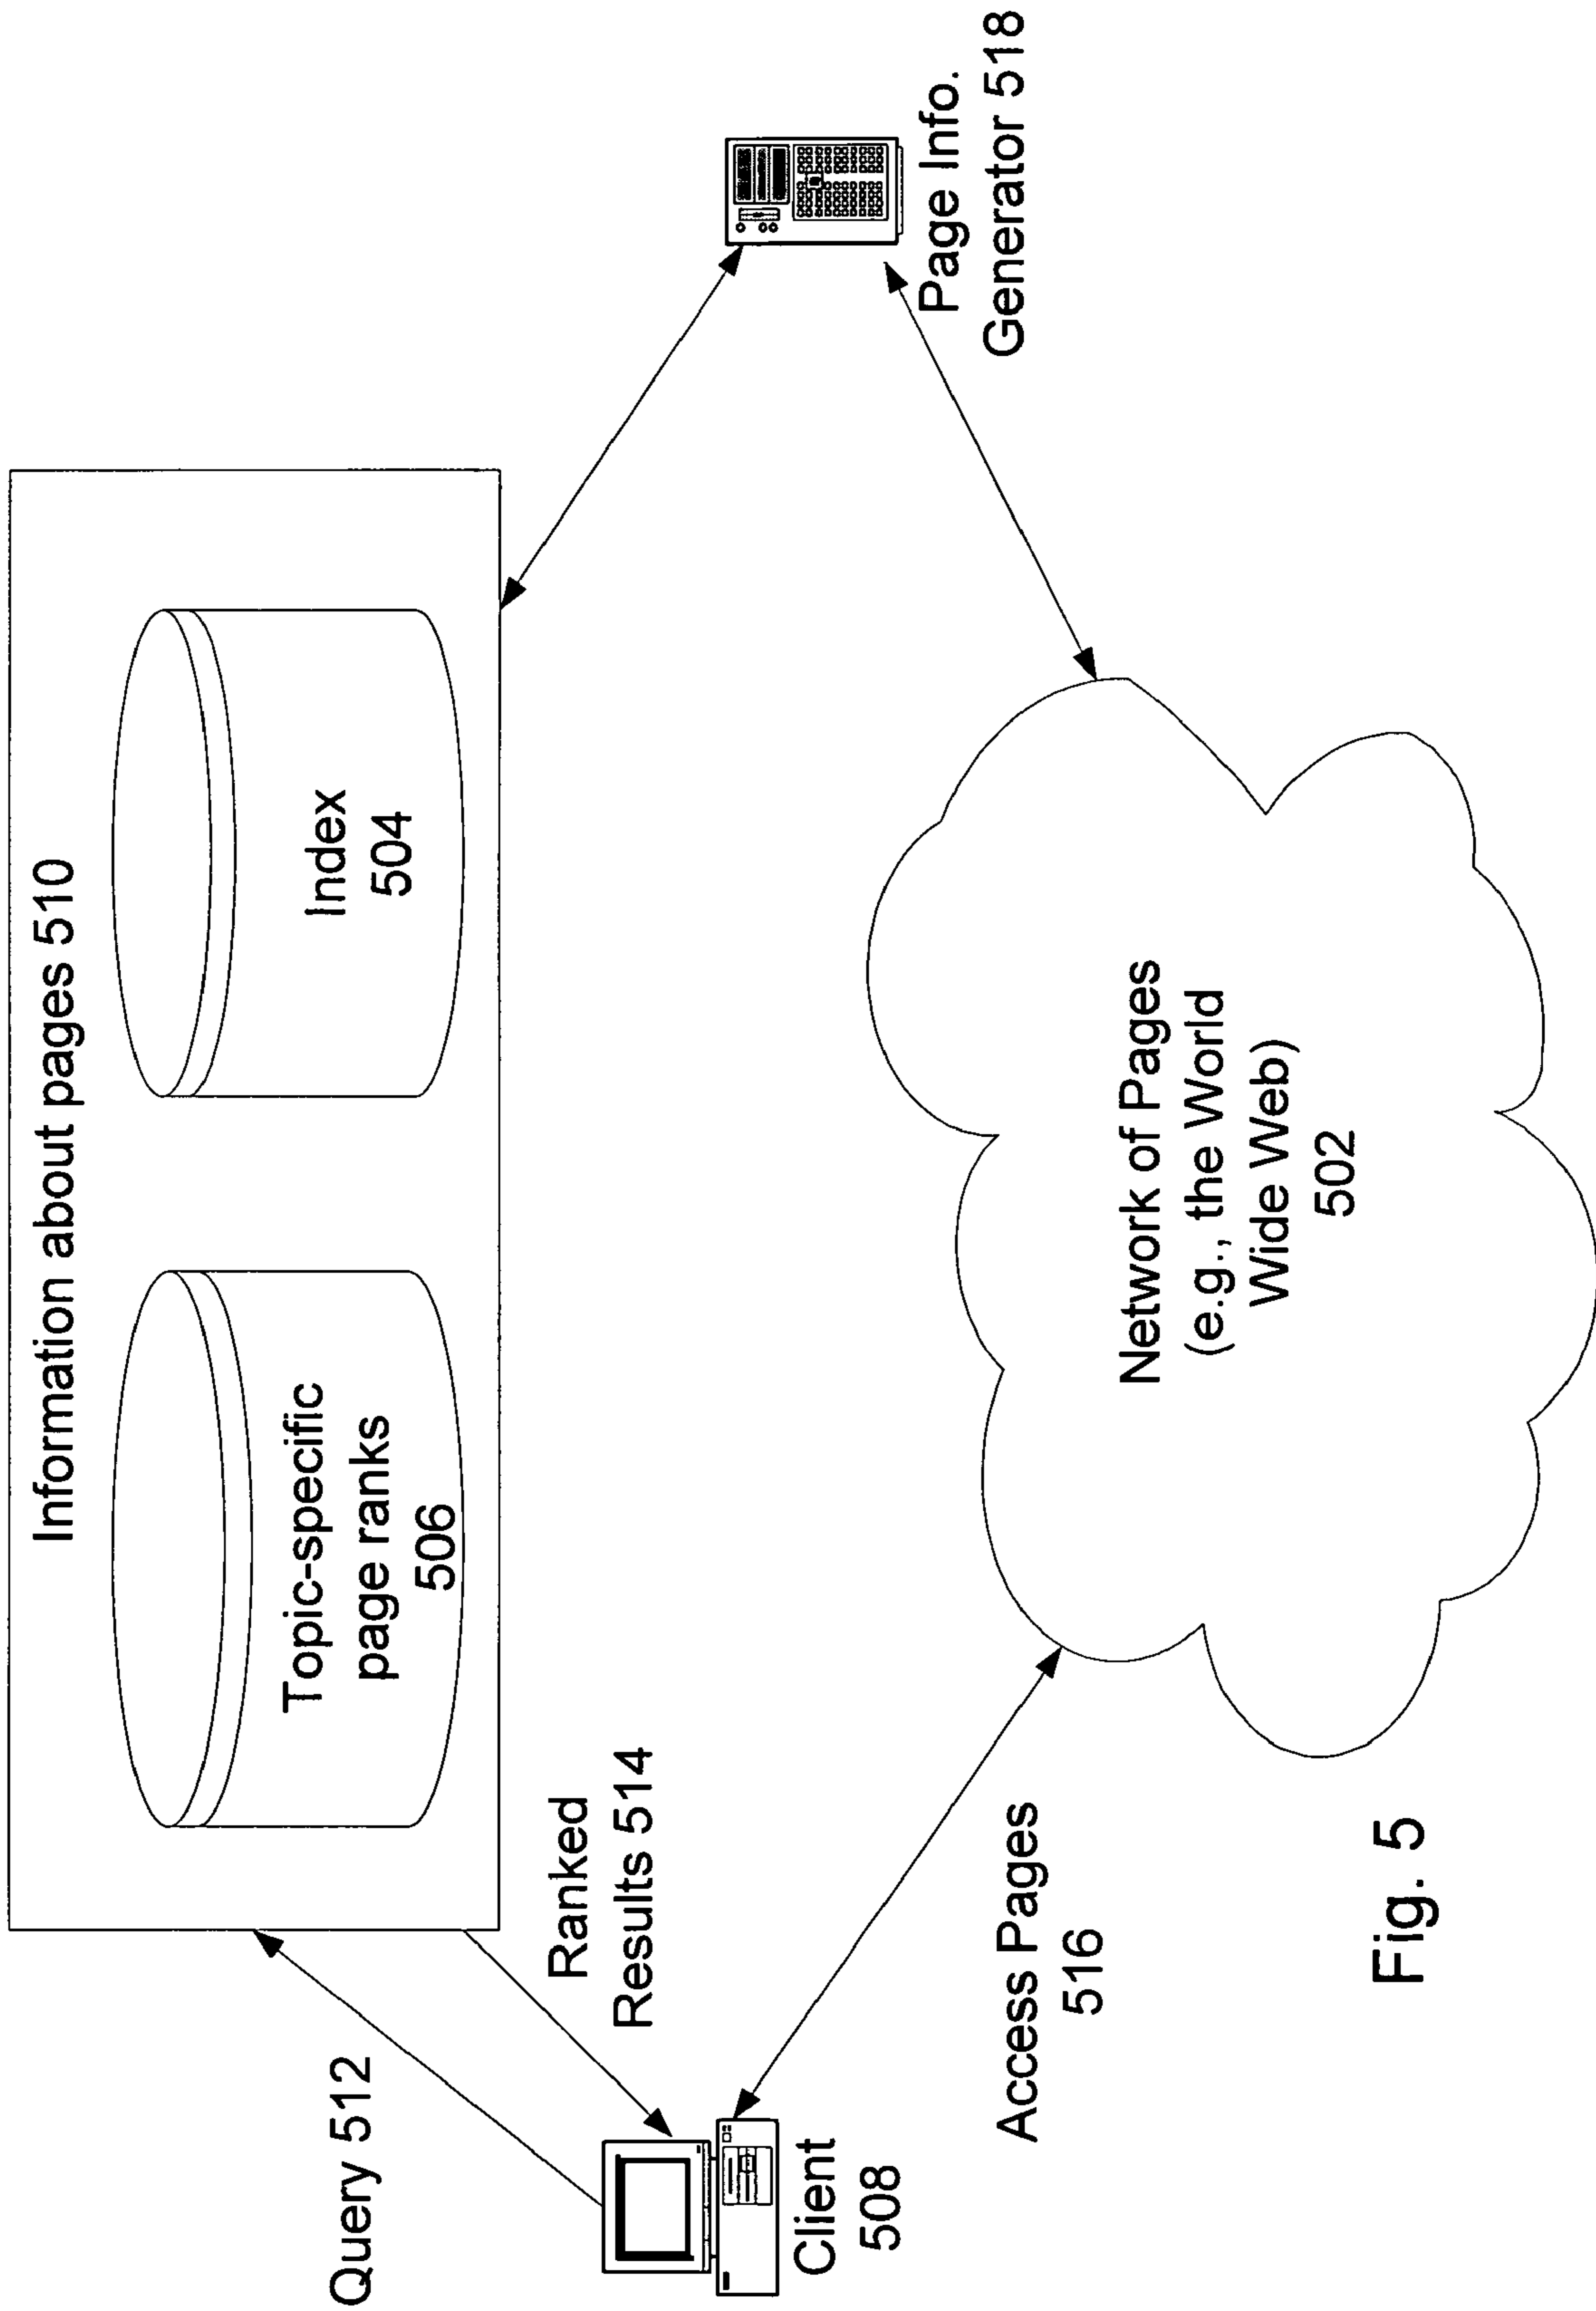 Information about pages 510
Topic-specific
page ranks
506
Index
504
Query 512
Ranked
Results 514
Client
508
Access Pages
516
Network of Pages
(e.g., the World
Wide Web)
502
Page Info.
Generator 518
Fig. 5